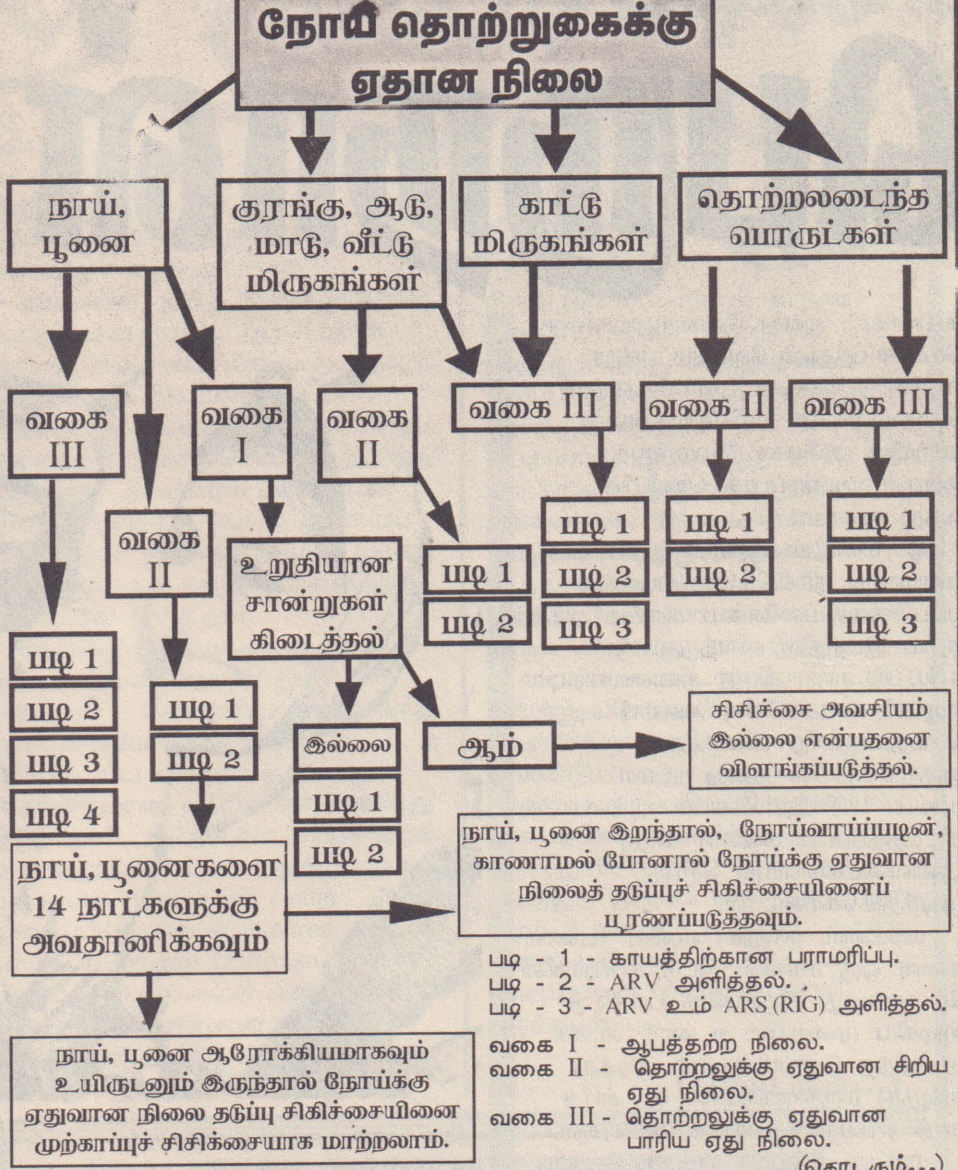 நோய் தொற்றுகைக்கு
ஏதான நிலை
நாய்,
பூனை
குரங்கு, ஆடு,
மாடு, வீட்டு
மிருகங்கள்
காட்டு
மிருகங்கள்
தொற்றலடைந்த
பொருட்கள்
வகை
III
வகை
I
வகை
II
வகை III
வகை II
வகை III
வகை
II
உறுதியான
சான்றுகள்
கிடைத்தல்
படி 1
படி 2
படி 1
படி 2
படி 3
படி 1
படி 2
படி 1
படி 2
படி 3
படி 1
படி 2
படி 3
படி 4
படி 1
படி 2
இல்லை
படி 1
படி 2
ஆம்
சிகிச்சை அவசியம்
இல்லை என்பதனை
விளங்கப்படுத்தல்.
நாய், பூனைகளை
14 நாட்களுக்கு
அவதானிக்கவும்
நாய், பூனை இறந்தால், நோய்வாய்ப்படின்,
காணாமல் போனால் நோய்க்கு ஏதுவான
நிலைத் தடுப்புச் சிகிச்சையினைப்
பூரணப்படுத்தவும்.
நாய், பூனை ஆரோக்கியமாகவும்
உயிருடனும் இருந்தால் நோய்க்கு
ஏதுவான நிலை தடுப்பு சிகிச்சையினை
முற்காப்புச் சிசிக்சையாக மாற்றலாம்.
படி - 1 - காயத்திற்கான பராமரிப்பு.
படி - 2 - ARV அளித்தல்.
படி - 3 - ARV உம் ARS (RIG) அளித்தல்.
வகை I - ஆபத்தற்ற நிலை.
வகை II - தொற்றலுக்கு ஏதுவான சிறிய
ஏது நிலை.
வகை III - தொற்றலுக்கு ஏதுவான
பாரிய ஏது நிலை.
(தொடரும்...)